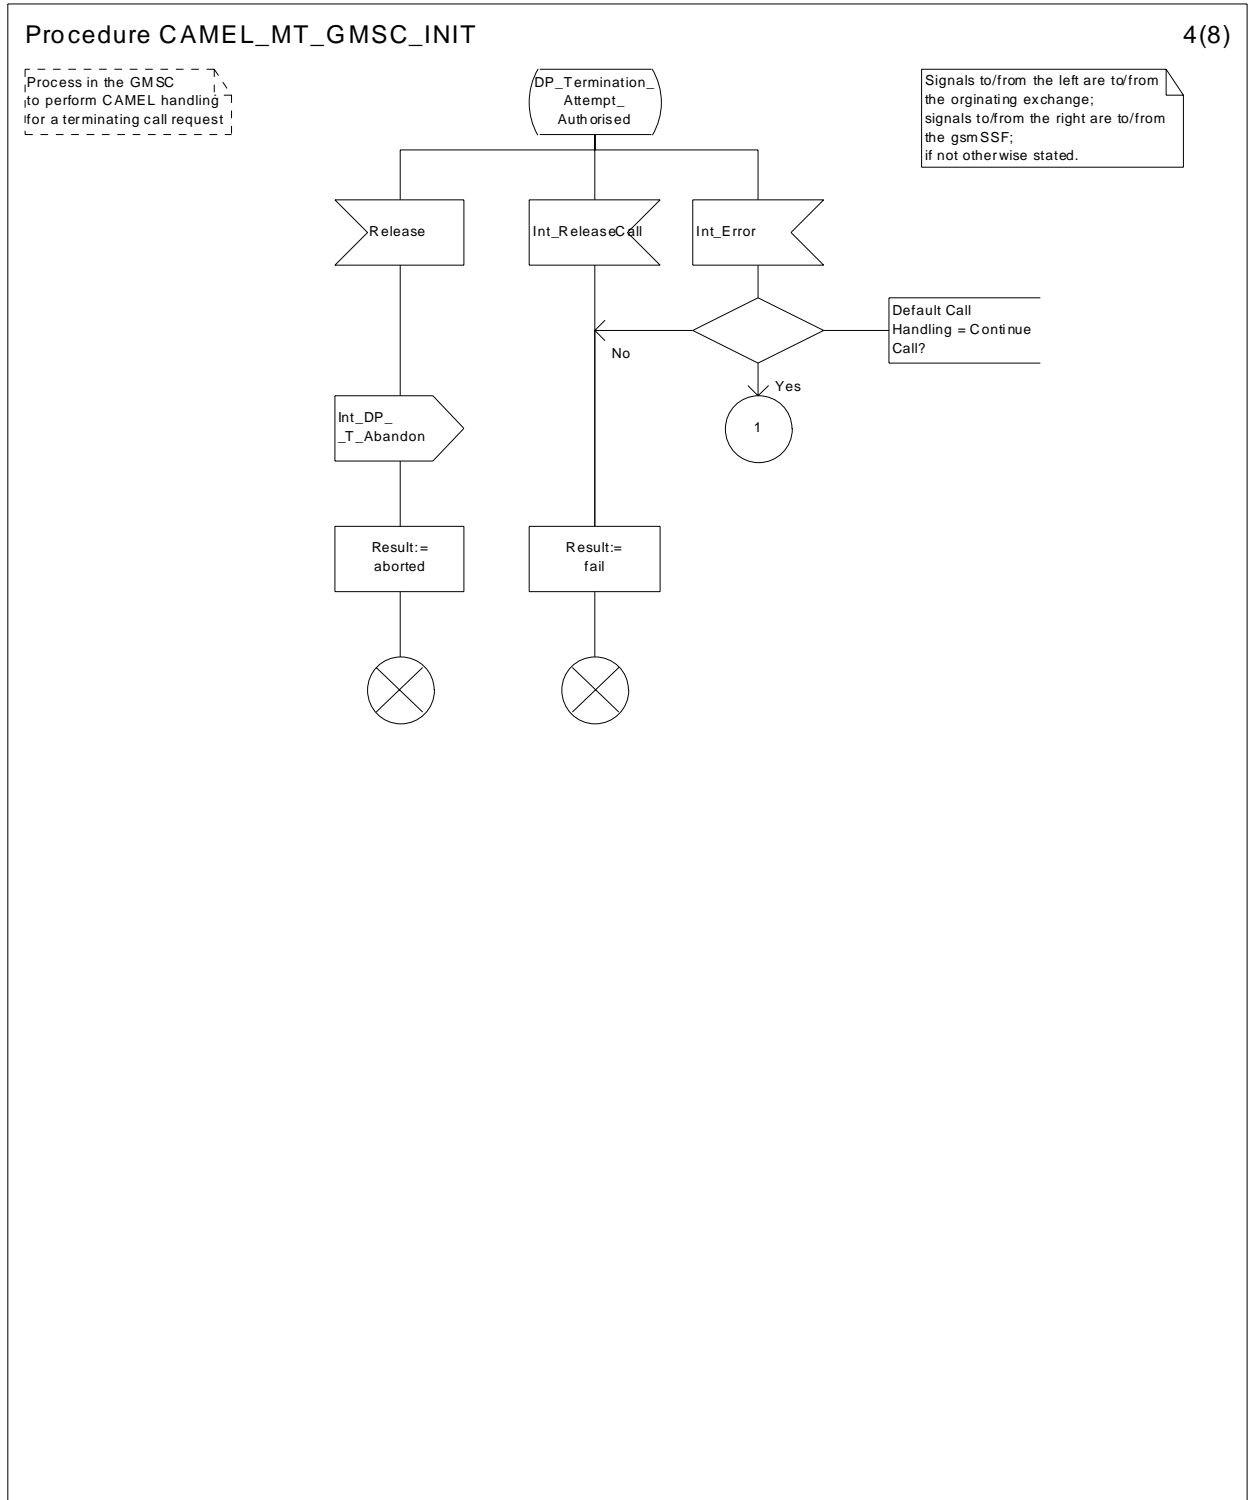 Procedure CAMEL_MT_GMSC_INIT
4(8)
Process in the GMSC
to perform CAMEL handling
for a terminating call request
DP_Termination_
Attempt_
Authorised
Signals to/from the left are to/from
the orginating exchange;
signals to/from the right are to/from
the gsmSSF;
if not otherwise stated.
Release
Int_ReleaseCall
Int_Error
Default Call
Handling = Continue
Call?
No
Yes
Int_DP_
_T_Abandon
1
Result:=
aborted
Result:=
fail